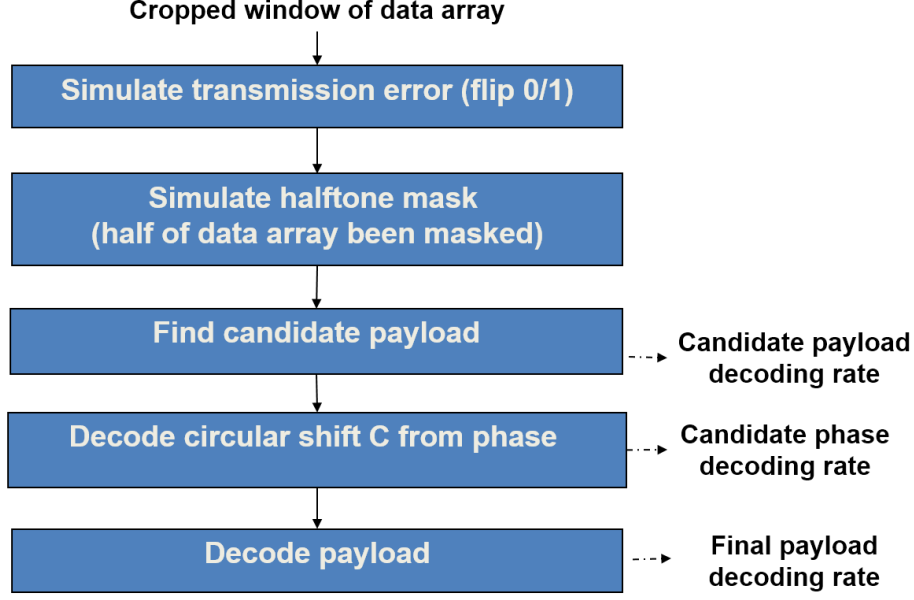 Cropped window of data array
Simulate transmission error (flip 0/1)
Simulate halftone mask
(half of data array been masked)
Find candidate payload
Candidate payload
decoding rate
Decode circular shift C from phase
Candidate phase
decoding rate
Decode payload
Final payload
decoding rate